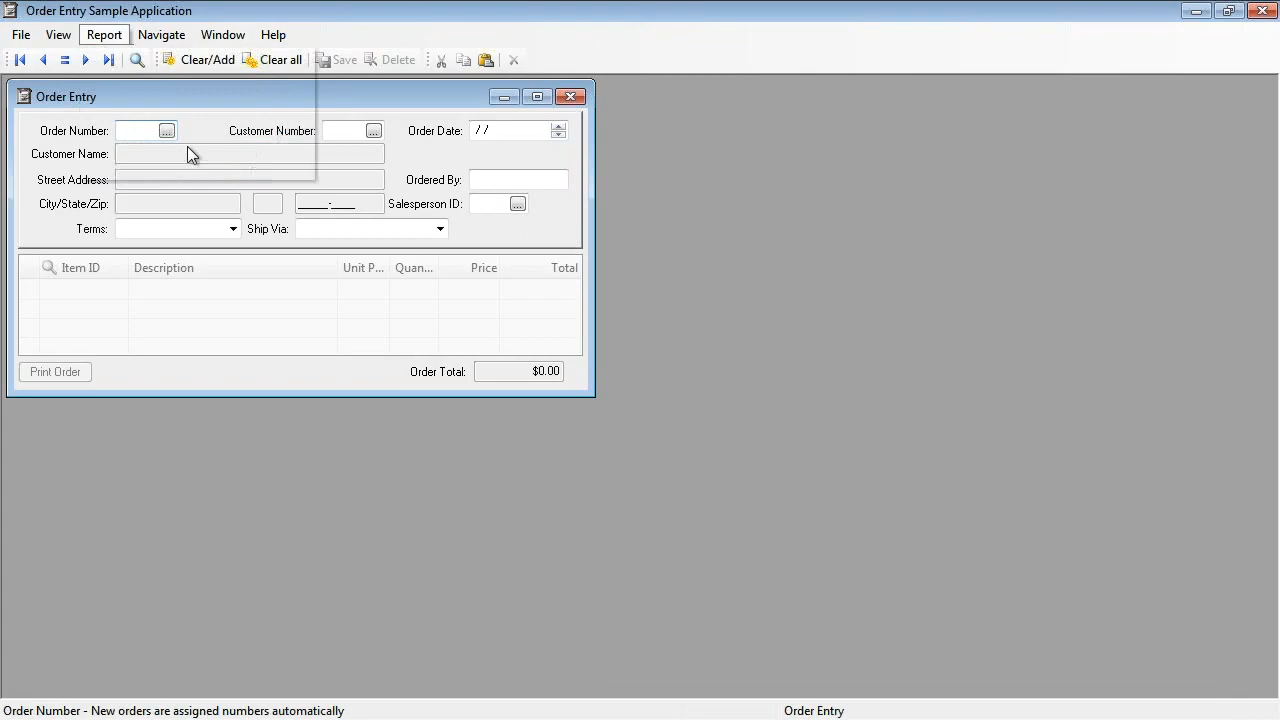 Order Entry Sample Application
File View Report Navigate Window Help
Clear/Add Clear all Save Delete
Order Entry
Order Number: ... Customer Number: ... Order Date: / /
Customer Name:
Street Address: Ordered By:
City/State/Zip: _____-____ Salesperson ID: ...
Terms: Ship Via:
Item ID Description Unit P... Quan... Price Total
Print Order Order Total: $0.00
Order Number - New orders are assigned numbers automatically Order Entry